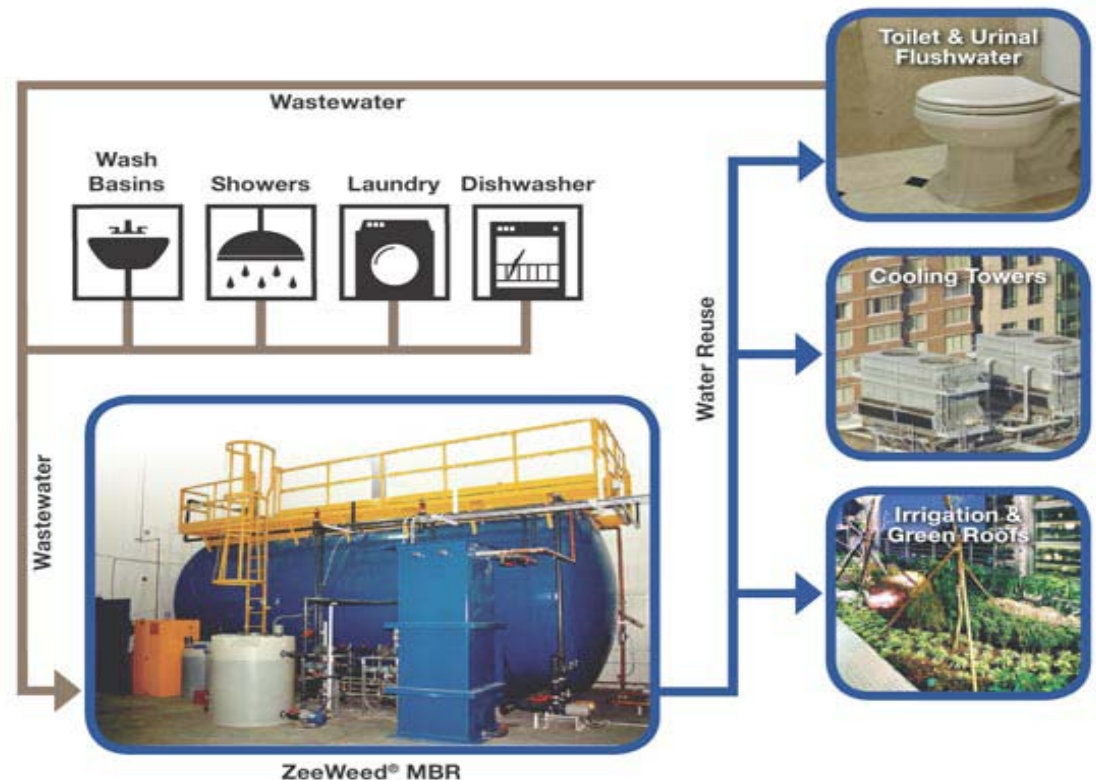 Toilet & Urinal
Flushwater
Wastewater
Wash
Basins
Showers
Laundry
Dishwasher
Cooling Towers
Water Reuse
Wastewater
Irrigation &
Green Roofs
ZeeWeed® MBR